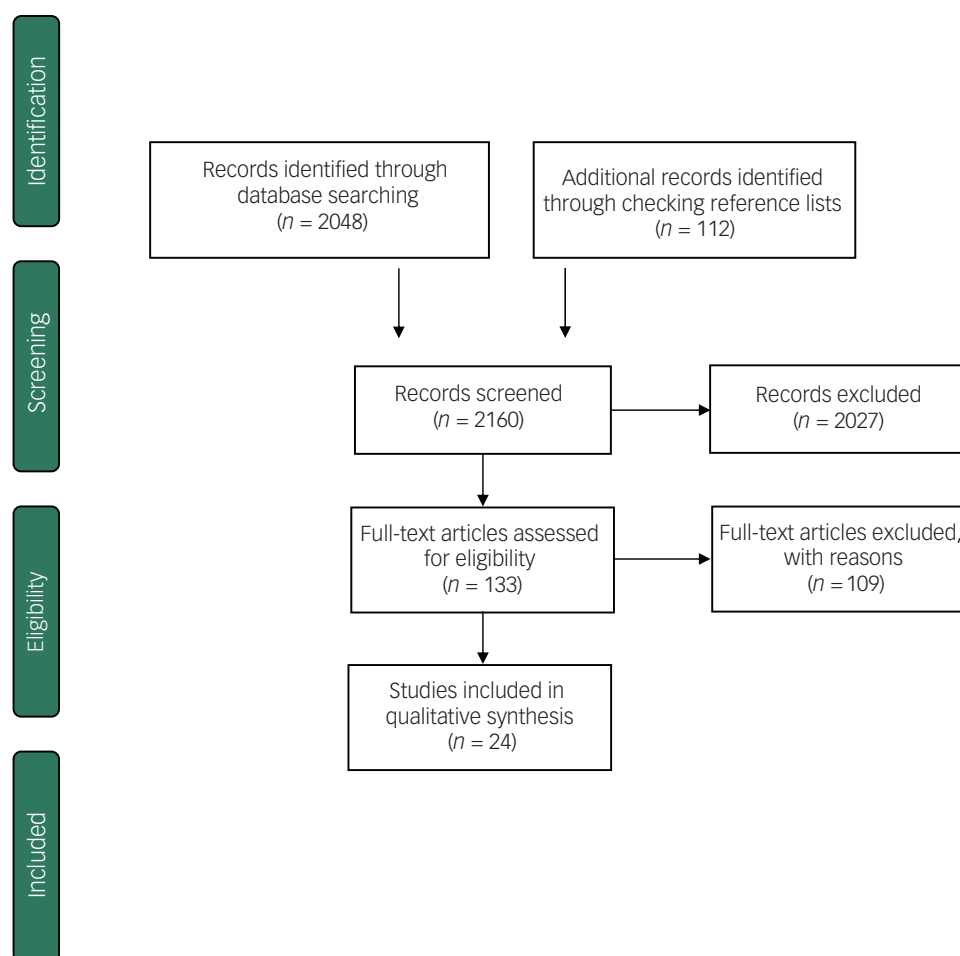 Identification
Records identified through
database searching
(n = 2048)
Additional records identified
through checking reference lists
(n = 112)
Screening
Records screened
(n = 2160)
Records excluded
(n = 2027)
Eligibility
Full-text articles assessed
for eligibility
(n = 133)
Full-text articles excluded,
with reasons
(n = 109)
Studies included in
qualitative synthesis
(n = 24)
Included